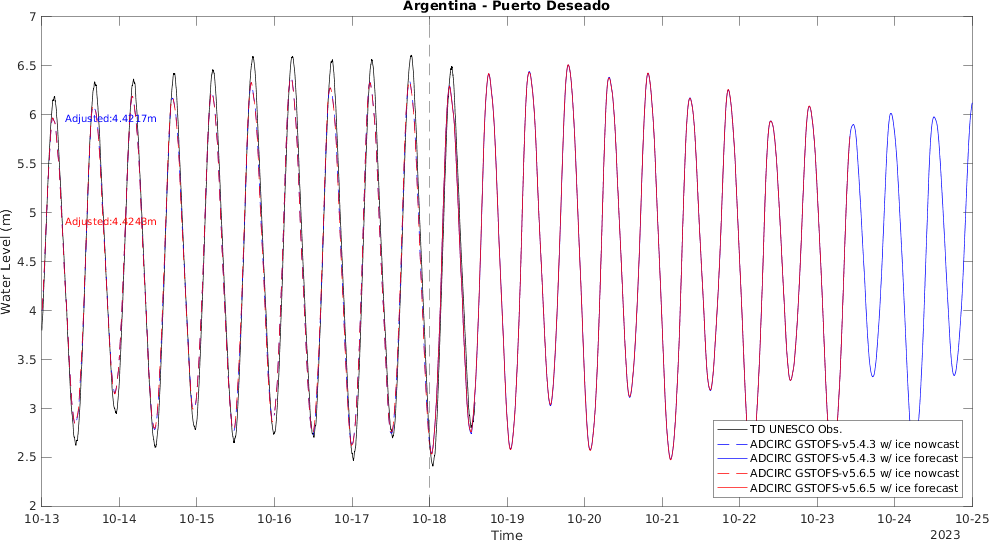 Argentina - Puerto Deseado
7
6.5
6
5.5
5
4.5
4
3.5
3
2.5
2
Water Level (m)
Adjusted:4.4217m
Adjusted:4.4243m
TD UNESCO Obs.
ADCIRC GSTOFS-v5.4.3 w/ ice nowcast
ADCIRC GSTOFS-v5.4.3 w/ ice forecast
ADCIRC GSTOFS-v5.6.5 w/ ice nowcast
ADCIRC GSTOFS-v5.6.5 w/ ice forecast
10-13 10-14 10-15 10-16 10-17 10-18 10-19 10-20 10-21 10-22 10-23 10-24 10-25
Time
2023